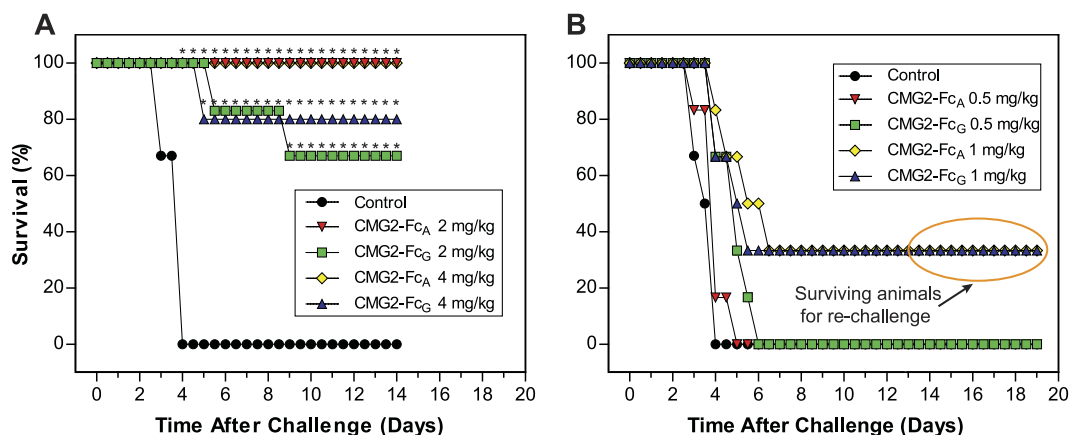 A
* * * * * * * * * * * * * * * * * * * * *
* * * * * * * * * * * * * * * * * * *
* * * * * * * * * * *
Survival (%)
100
80
60
40
20
0
Control
CMG2-FcA 2 mg/kg
CMG2-FcG 2 mg/kg
CMG2-FcA 4 mg/kg
CMG2-FcG 4 mg/kg
0 2 4 6 8 10 12 14 16 18 20
Time After Challenge (Days)
B
100
80
60
40
20
0
Control
CMG2-FcA 0.5 mg/kg
CMG2-FcG 0.5 mg/kg
CMG2-FcA 1 mg/kg
CMG2-FcG 1 mg/kg
Surviving animals
for re-challenge
0 2 4 6 8 10 12 14 16 18 20
Time After Challenge (Days)